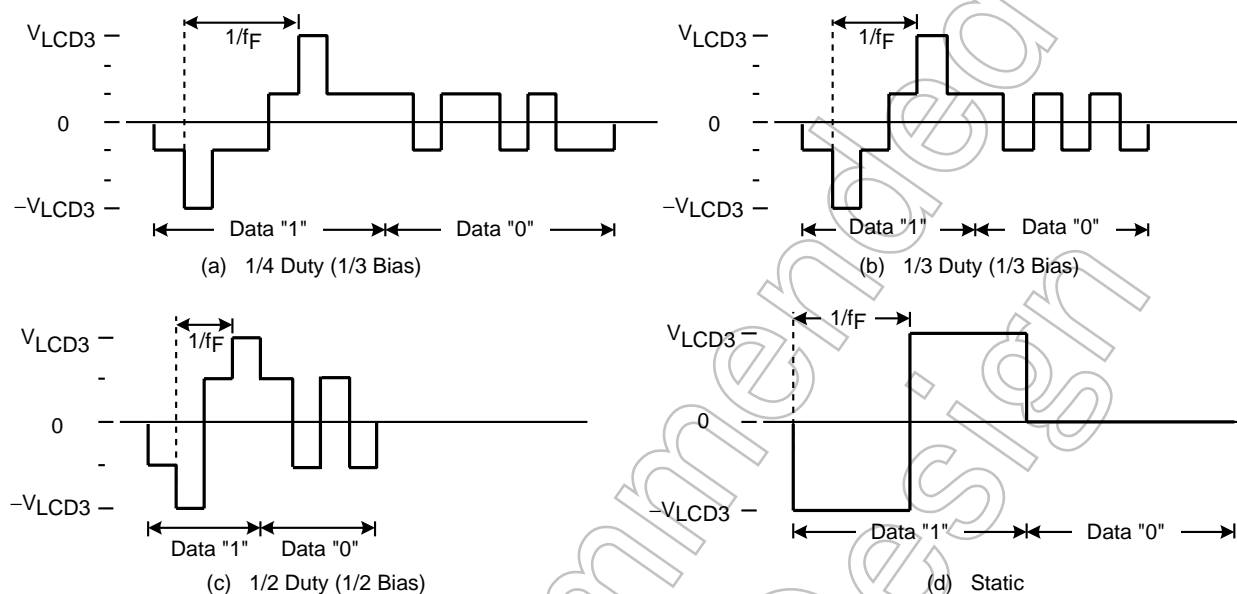 VLCD3
1/fF
0
−VLCD3
Data "1"
Data "0"
(a) 1/4 Duty (1/3 Bias)
VLCD3
1/fF
0
−VLCD3
Data "1"
Data "0"
(b) 1/3 Duty (1/3 Bias)
VLCD3
1/fF
0
−VLCD3
Data "1"
Data "0"
(c) 1/2 Duty (1/2 Bias)
VLCD3
1/fF
0
−VLCD3
Data "1"
Data "0"
(d) Static
mmended
esign